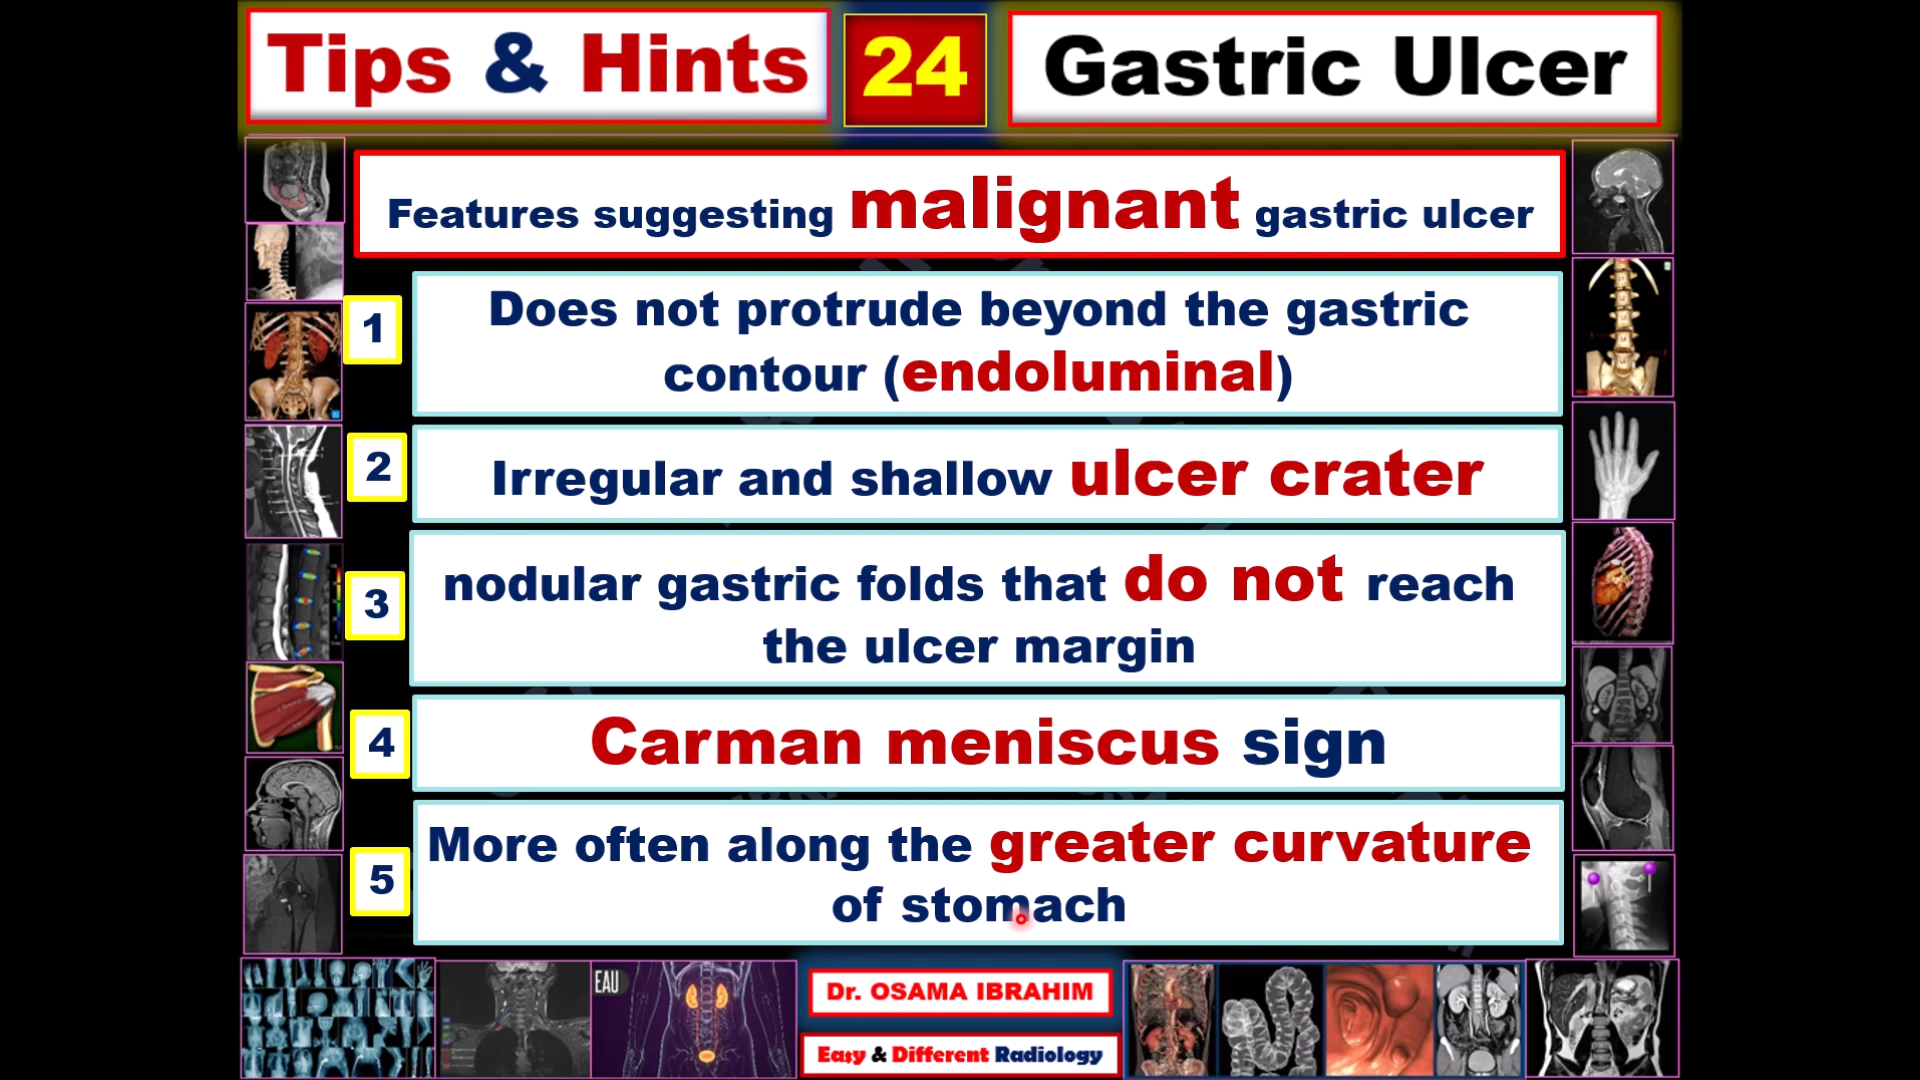 Tips & Hints
24
Gastric Ulcer
Features suggesting malignant gastric ulcer
1
Does not protrude beyond the gastric
contour (endoluminal)
2
Irregular and shallow ulcer crater
3
nodular gastric folds that do not reach
the ulcer margin
4
Carman meniscus sign
5
More often along the greater curvature
of stomach
EAU
Dr. OSAMA IBRAHIM
Easy & Different Radiology